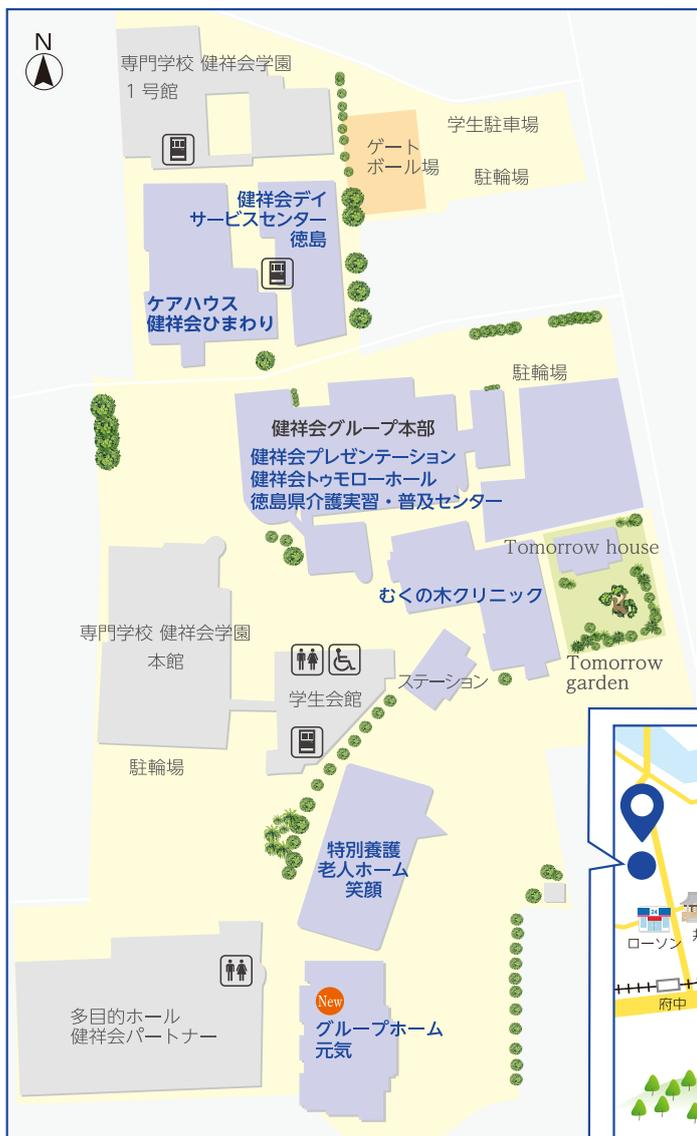 N
専門学校 健祥会学園
1 号館
学生駐車場
ゲート
ボール場
駐輪場
健祥会デイ
サービスセンター
徳島
ケアハウス
健祥会ひまわり
駐輪場
健祥会グループ本部
健祥会プレゼンテーション
健祥会トゥモローホール
徳島県介護実習・普及センター
Tomorrow house
むくの木クリニック
専門学校 健祥会学園
本館
Tomorrow
garden
ステーション
学生会館
駐輪場
特別養護
老人ホーム
笑顔
24
ローソン
府中
New
グループホーム
元気
多目的ホール
健祥会パートナー